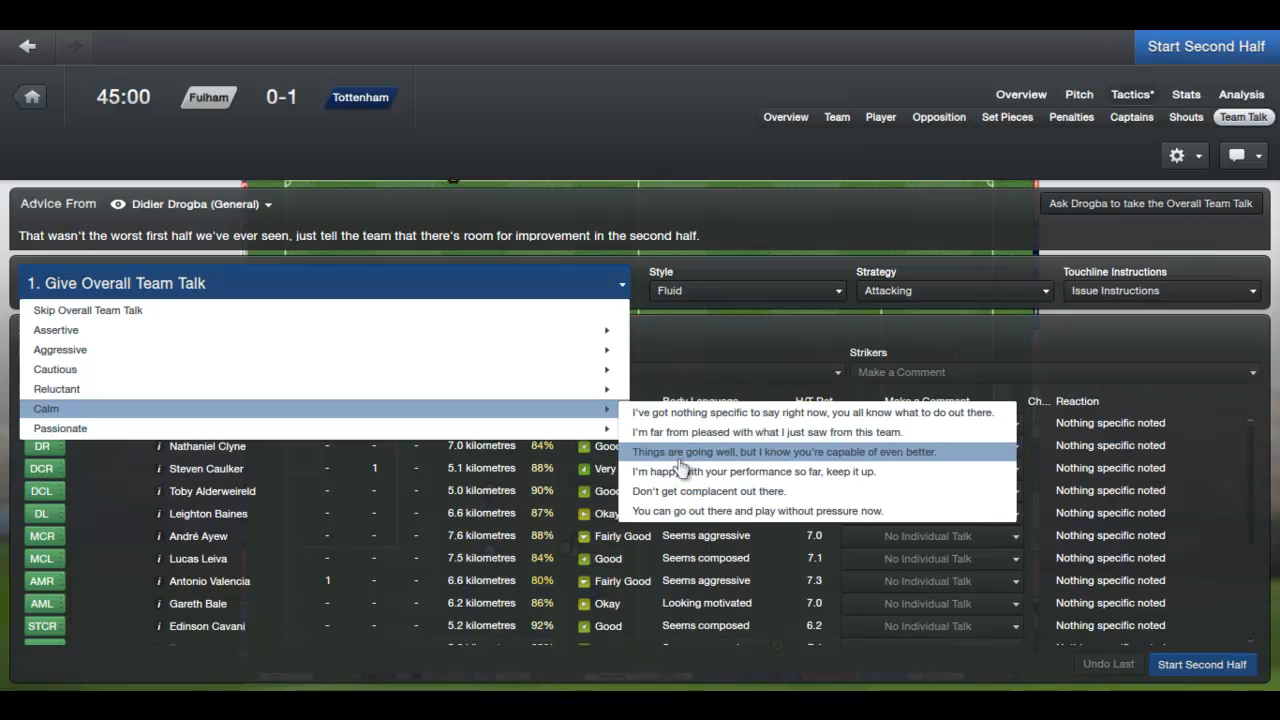 Start Second Half
45:00 Fulham 0-1 Tottenham
Overview Pitch Tactics* Stats Analysis
Overview Team Player Opposition Set Pieces Penalties Captains Shouts Team Talk
Advice From Didier Drogba (General) Ask Drogba to take the Overall Team Talk
That wasn't the worst first half we've ever seen, just tell the team that there's room for improvement in the second half.
1. Give Overall Team Talk
Style Strategy Touchline Instructions
Fluid Attacking Issue Instructions
Skip Overall Team Talk
Assertive
Aggressive
Cautious
Reluctant
Calm
Passionate
Strikers
Make a Comment
Ch... Reaction
I've got nothing specific to say right now, you all know what to do out there.
I'm far from pleased with what I just saw from this team.
Things are going well, but I know you're capable of even better.
I'm happy with your performance so far, keep it up.
Don't get complacent out there.
You can go out there and play without pressure now.
Nothing specific noted
DR i Nathaniel Clyne - - - 7.0 kilometres 84% Good Nothing specific noted
DCR i Steven Caulker - 1 - 5.1 kilometres 88% Very Nothing specific noted
DCL i Toby Alderweireld - - - 5.0 kilometres 90% Good Nothing specific noted
DL i Leighton Baines - - - 6.6 kilometres 87% Okay Nothing specific noted
MCR i André Ayew - - - 7.6 kilometres 88% Fairly Good Seems aggressive 7.0 No Individual Talk Nothing specific noted
MCL i Lucas Leiva - - - 7.5 kilometres 84% Good Seems composed 7.1 No Individual Talk Nothing specific noted
AMR i Antonio Valencia 1 - - 6.6 kilometres 80% Fairly Good Seems aggressive 7.3 No Individual Talk Nothing specific noted
AML i Gareth Bale - - - 6.2 kilometres 86% Okay Looking motivated 7.0 No Individual Talk Nothing specific noted
STCR i Edinson Cavani - - - 5.2 kilometres 92% Good Seems composed 6.2 No Individual Talk Nothing specific noted
Undo Last Start Second Half